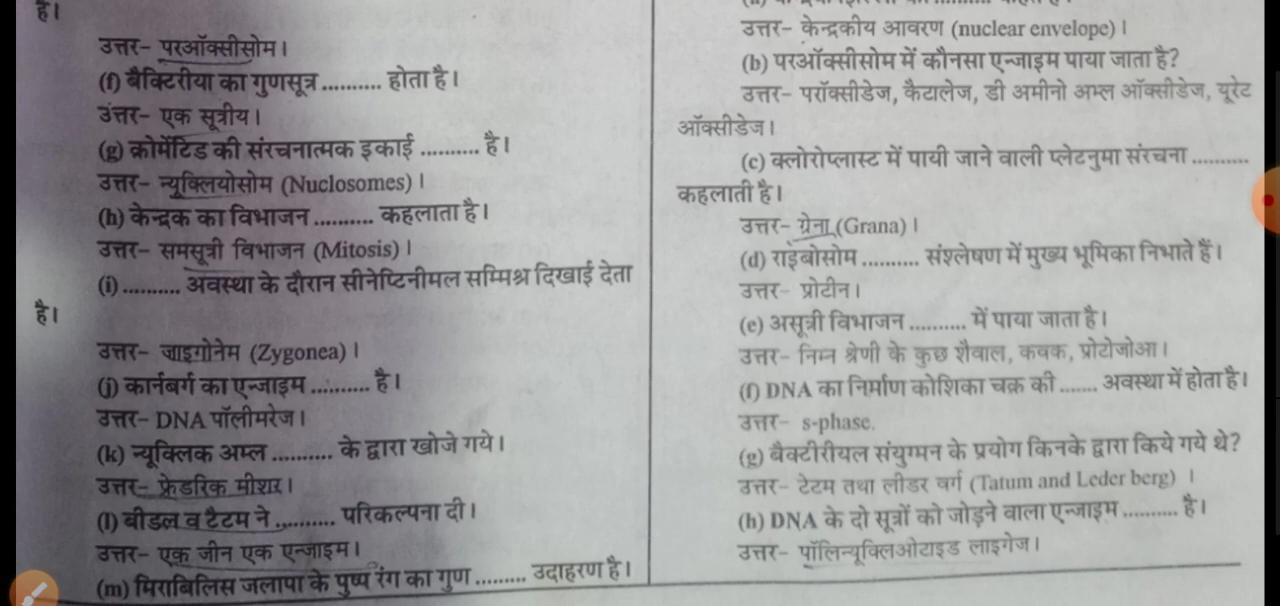 है।
उत्तर- परऑक्सीसोम।
(f) बैक्टिरीया का गुणसूत्र .......... होता है।
उत्तर- एक सूत्रीय।
(g) क्रोमेंटिड की संरचनात्मक इकाई .......... है।
उत्तर- न्यूक्लियोसोम (Nuclosomes) ।
(h) केन्द्रक का विभाजन .......... कहलाता है।
उत्तर- समसूत्री विभाजन (Mitosis) ।
(i) .......... अवस्था के दौरान सीनेप्टिनीमल सम्मिश्र दिखाई देता
है।
उत्तर- जाइगोनेम (Zygonea) ।
(j) कार्नबर्ग का एन्जाइम .......... है।
उत्तर- DNA पॉलीमरेज।
(k) न्यूक्लिक अम्ल .......... के द्वारा खोजे गये।
उत्तर- फ्रेडरिक मीशर।
(l) बीडल व टैटम ने .......... परिकल्पना दी।
उत्तर- एक जीन एक एन्जाइम।
(m) मिराबिलिस जलापा के पुष्प रंग का गुण ......... उदाहरण है।
उत्तर- केन्द्रकीय आवरण (nuclear envelope) ।
(b) परऑक्सीसोम में कौनसा एन्जाइम पाया जाता है?
उत्तर- परॉक्सीडेज, कैटालेज, डी अमीनो अम्ल ऑक्सीडेज, यूरेट
ऑक्सीडेज।
(c) क्लोरोप्लास्ट में पायी जाने वाली प्लेटनुमा संरचना ..........
कहलाती है।
उत्तर- ग्रेना (Grana) ।
(d) राइबोसोम .......... संश्लेषण में मुख्य भूमिका निभाते हैं।
उत्तर- प्रोटीन।
(e) असूत्री विभाजन .......... में पाया जाता है।
उत्तर- निम्न श्रेणी के कुछ शैवाल, कवक, प्रोटोजोआ।
(f) DNA का निर्माण कोशिका चक्र की ....... अवस्था में होता है।
उत्तर- s-phase.
(g) बैक्टीरीयल संयुग्मन के प्रयोग किनके द्वारा किये गये थे?
उत्तर- टेटम तथा लीडर वर्ग (Tatum and Leder berg) ।
(h) DNA के दो सूत्रों को जोड़ने वाला एन्जाइम .......... है।
उत्तर- पॉलिन्यूक्लिओटाइड लाइगेज।